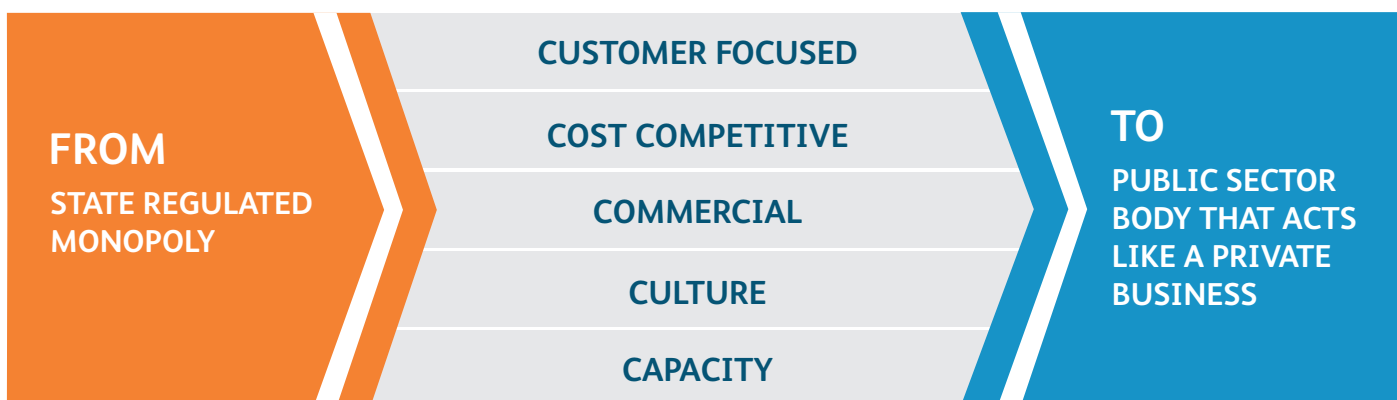 FROM
STATE REGULATED
MONOPOLY
CUSTOMER FOCUSED
COST COMPETITIVE
COMMERCIAL
CULTURE
CAPACITY
TO
PUBLIC SECTOR
BODY THAT ACTS
LIKE A PRIVATE
BUSINESS